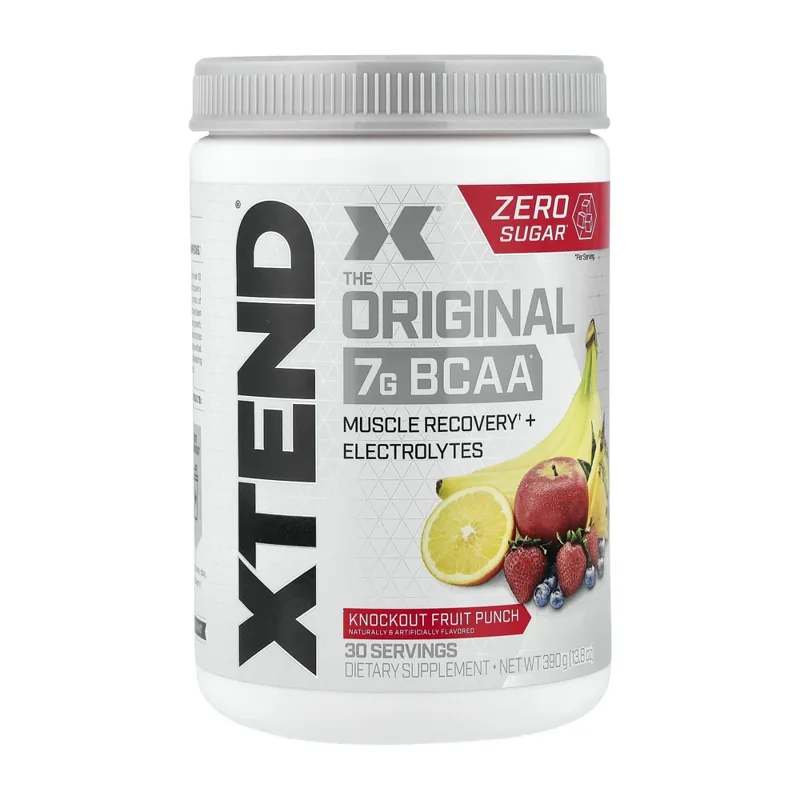 XTEND®
X®
ZERO
SUGAR*
*Per Serving
THE
ORIGINAL
7G BCAA*
MUSCLE RECOVERY† +
ELECTROLYTES
KNOCKOUT FRUIT PUNCH
NATURALLY & ARTIFICIALLY FLAVORED
30 SERVINGS
DIETARY SUPPLEMENT • NET WT 390g (13.8 oz)